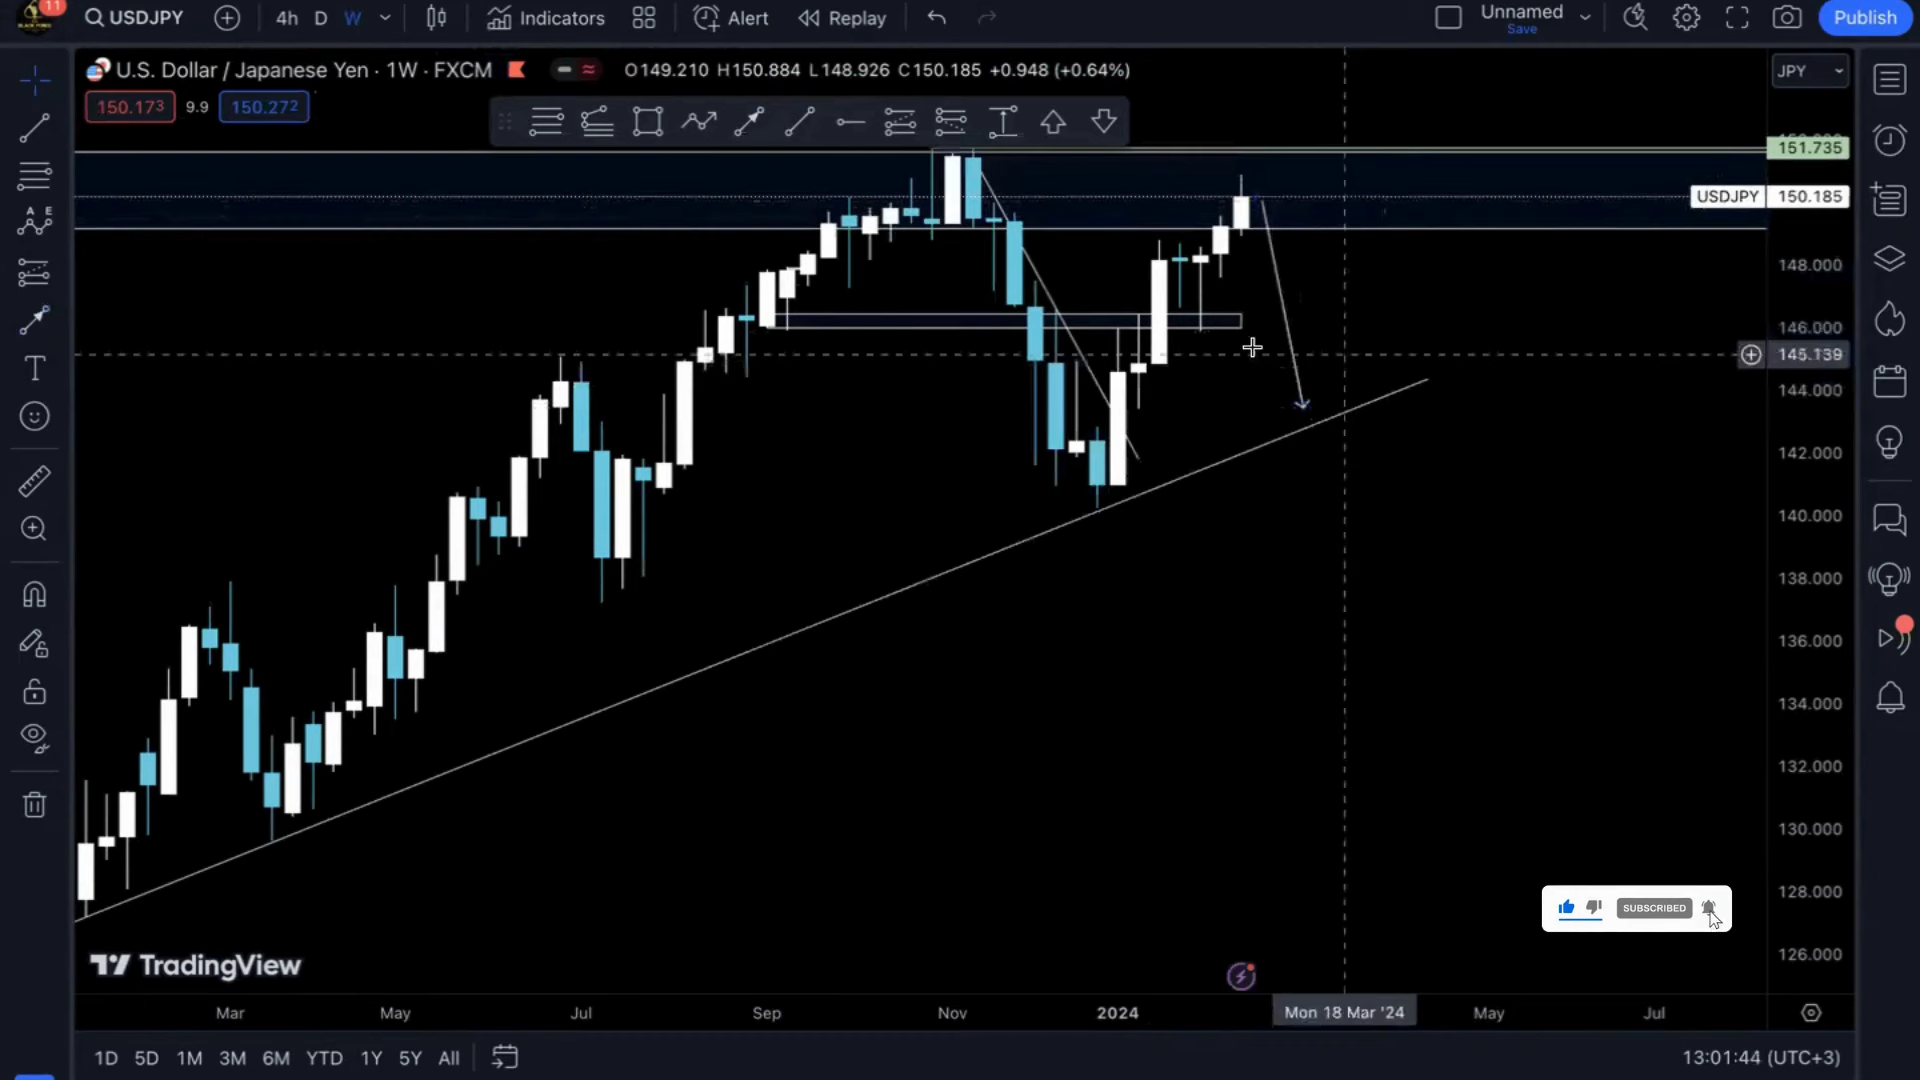 11
USDJPY
4h D W
Indicators
Alert
Replay
Unnamed
Save
Publish
U.S. Dollar / Japanese Yen · 1W · FXCM
O149.210 H150.884 L148.926 C150.185 +0.948 (+0.64%)
JPY
150.173 9.9 150.272
151.735
USDJPY 150.185
148.000
146.000
145.139
144.000
142.000
140.000
138.000
136.000
134.000
132.000
130.000
128.000
126.000
SUBSCRIBED
TradingView
Mar May Jul Sep Nov 2024 Mon 18 Mar '24 May Jul
1D 5D 1M 3M 6M YTD 1Y 5Y All
13:01:44 (UTC+3)